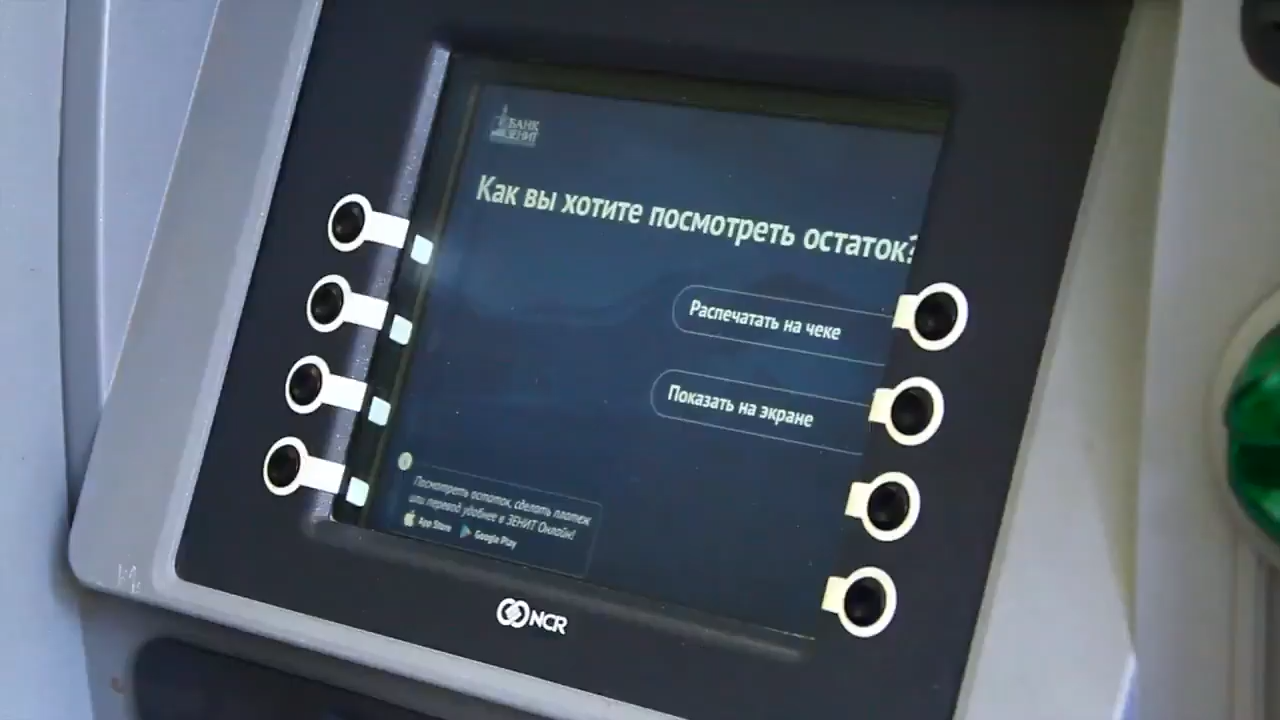 БАНК
ЗЕНИТ
Как вы хотите посмотреть остаток?
Распечатать на чеке
Показать на экране
Посмотреть остаток, сделать платеж
или перевод удобнее в ЗЕНИТ Онлайн!
App Store Google Play
NCR